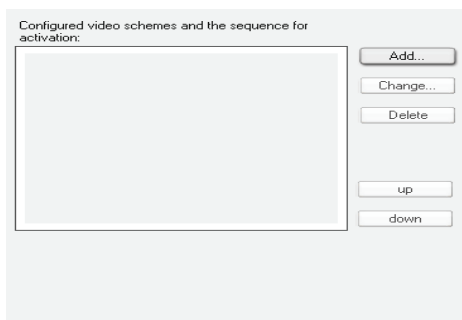 Configured video schemes and the sequence for
activation:
Add...
Change...
Delete
up
down